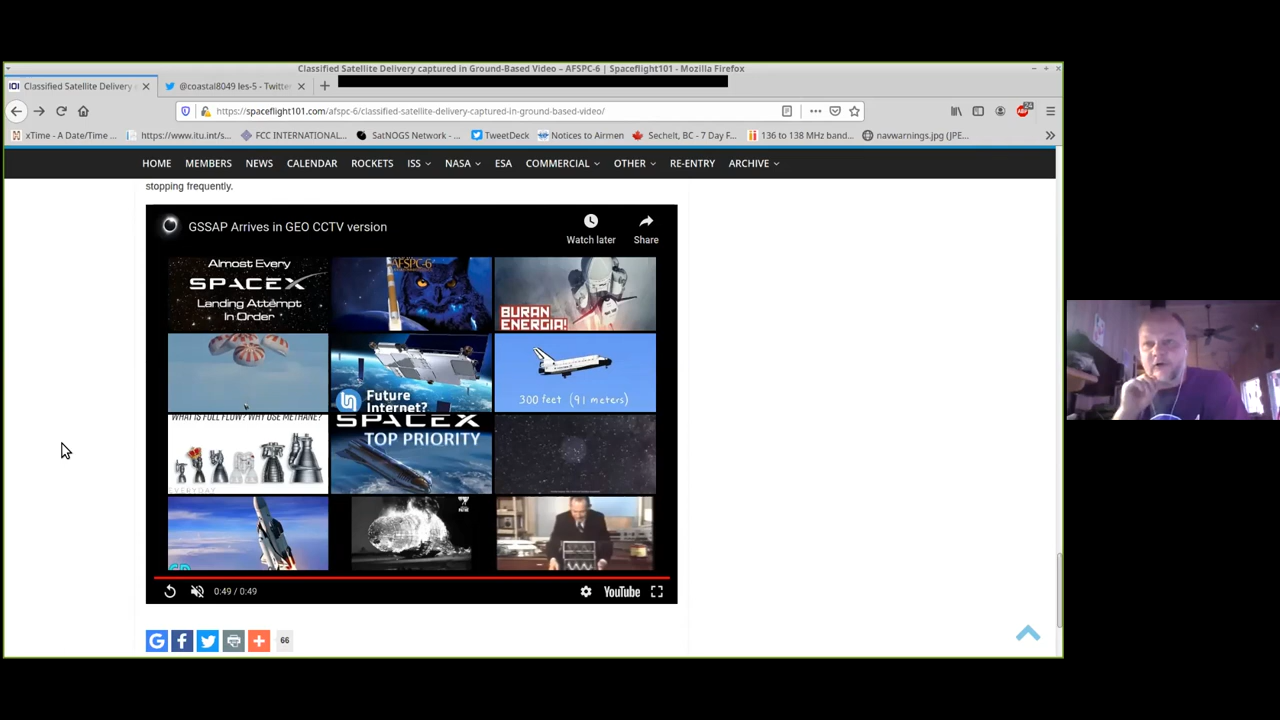 Classified Satellite Delivery captured in Ground-Based Video – AFSPC-6 | Spaceflight101 - Mozilla Firefox
IOI Classified Satellite Delivery
@coastal8049 les-5 - Twitter
https://spaceflight101.com/afspc-6/classified-satellite-delivery-captured-in-ground-based-video/
xTime - A Date/Time ...
https://www.itu.int/s...
FCC INTERNATIONAL...
SatNOGS Network - ...
TweetDeck
Notices to Airmen
Sechelt, BC - 7 Day F...
136 to 138 MHz band...
navwarnings.jpg (JPE...
HOME MEMBERS NEWS CALENDAR ROCKETS ISS NASA ESA COMMERCIAL OTHER RE-ENTRY ARCHIVE
stopping frequently.
GSSAP Arrives in GEO CCTV version
Watch later
Share
Almost Every
SPACEX
Landing Attempt
In Order
AFSPC-6
BURAN
ENERGIA!
Future
Internet?
300 feet (91 meters)
WHAT IS FULL FLOW? WHY USE METHANE?
EVERYDAY
SPACEX
TOP PRIORITY
0:49 / 0:49
YouTube
66